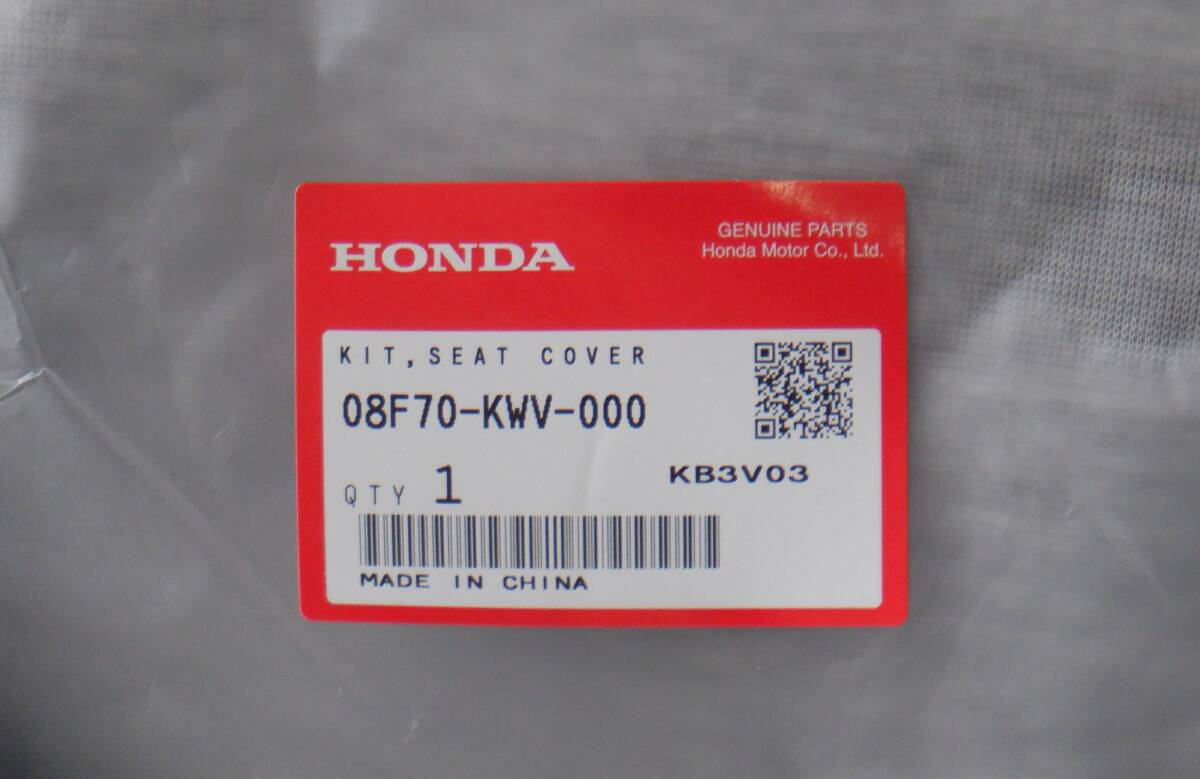 HONDA
GENUINE PARTS
Honda Motor Co., Ltd.
KIT, SEAT COVER
08F70-KWV-000
QTY 1
KB3V03
MADE IN CHINA